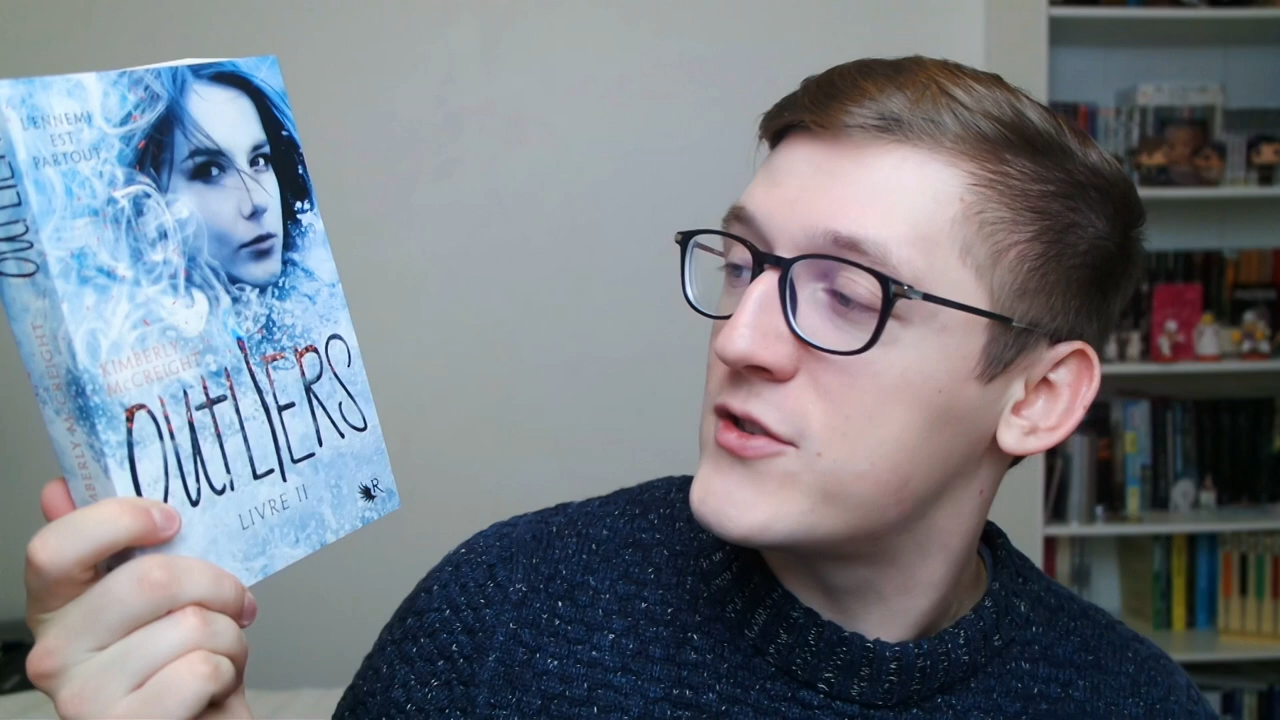 L'ENNEMI
EST
PARTOUT
KIMBERLY
McCREIGHT
OUTLIERS
LIVRE II
R